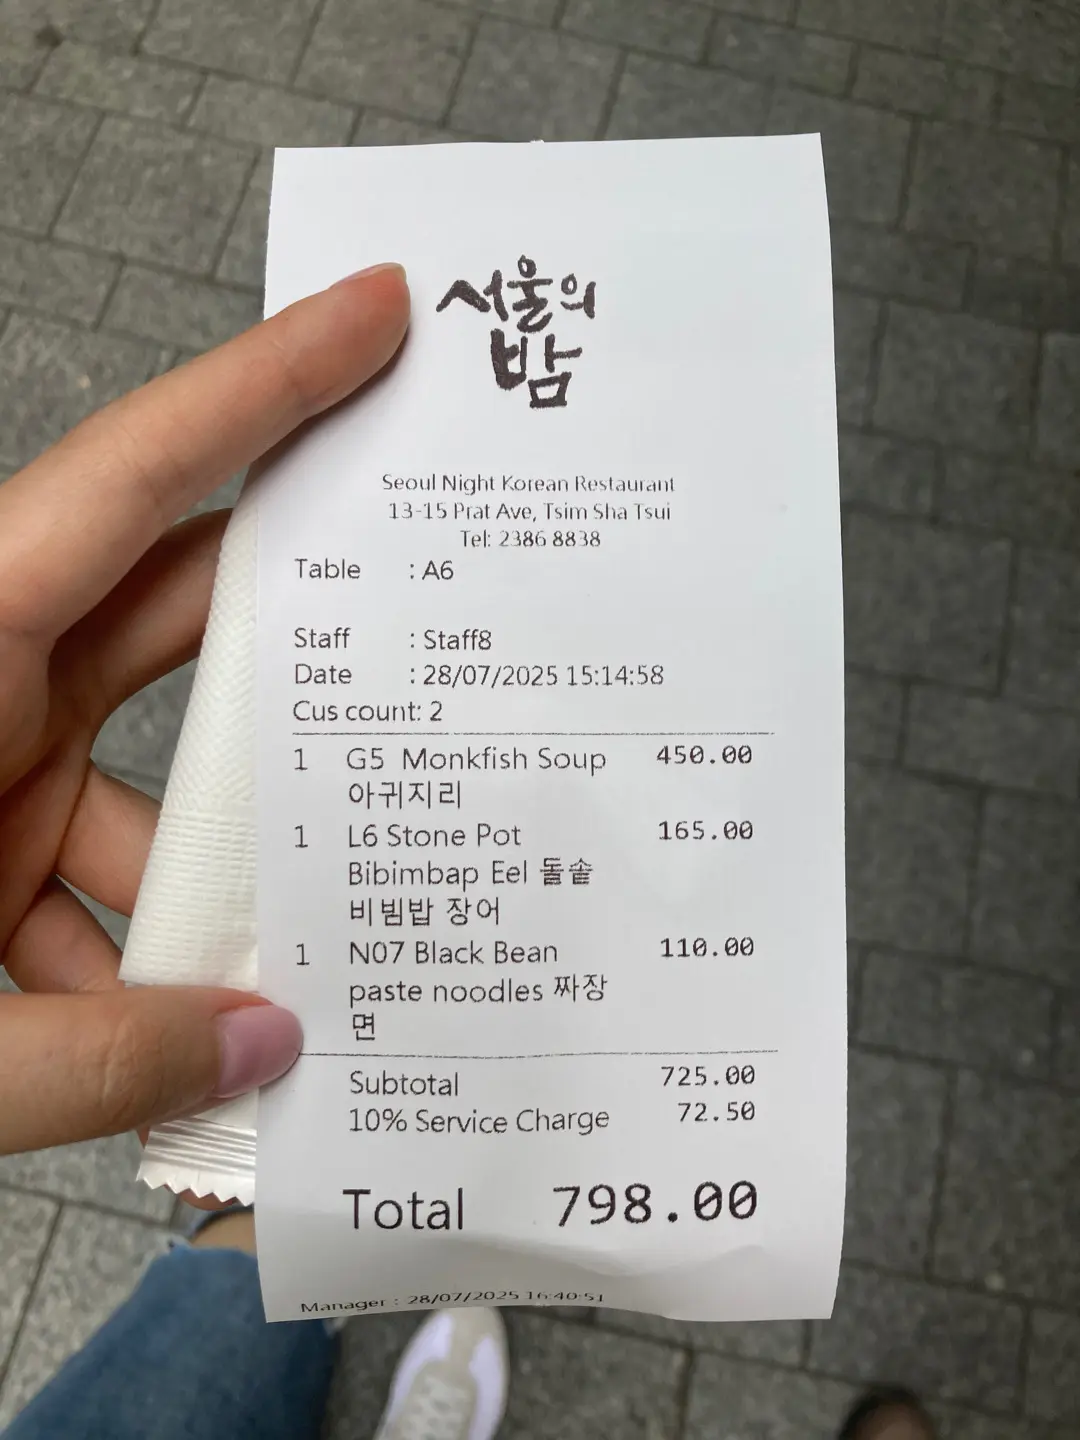 서울의
밤
Seoul Night Korean Restaurant
13-15 Prat Ave, Tsim Sha Tsui
Tel: 2386 8838
Table : A6
Staff : Staff8
Date : 28/07/2025 15:14:58
Cus count: 2
1 G5 Monkfish Soup 450.00
아귀지리
1 L6 Stone Pot 165.00
Bibimbap Eel 돌솥
비빔밥 장어
1 N07 Black Bean 110.00
paste noodles 짜장
면
Subtotal 725.00
10% Service Charge 72.50
Total 798.00
Manager : 28/07/2025 16:40:51